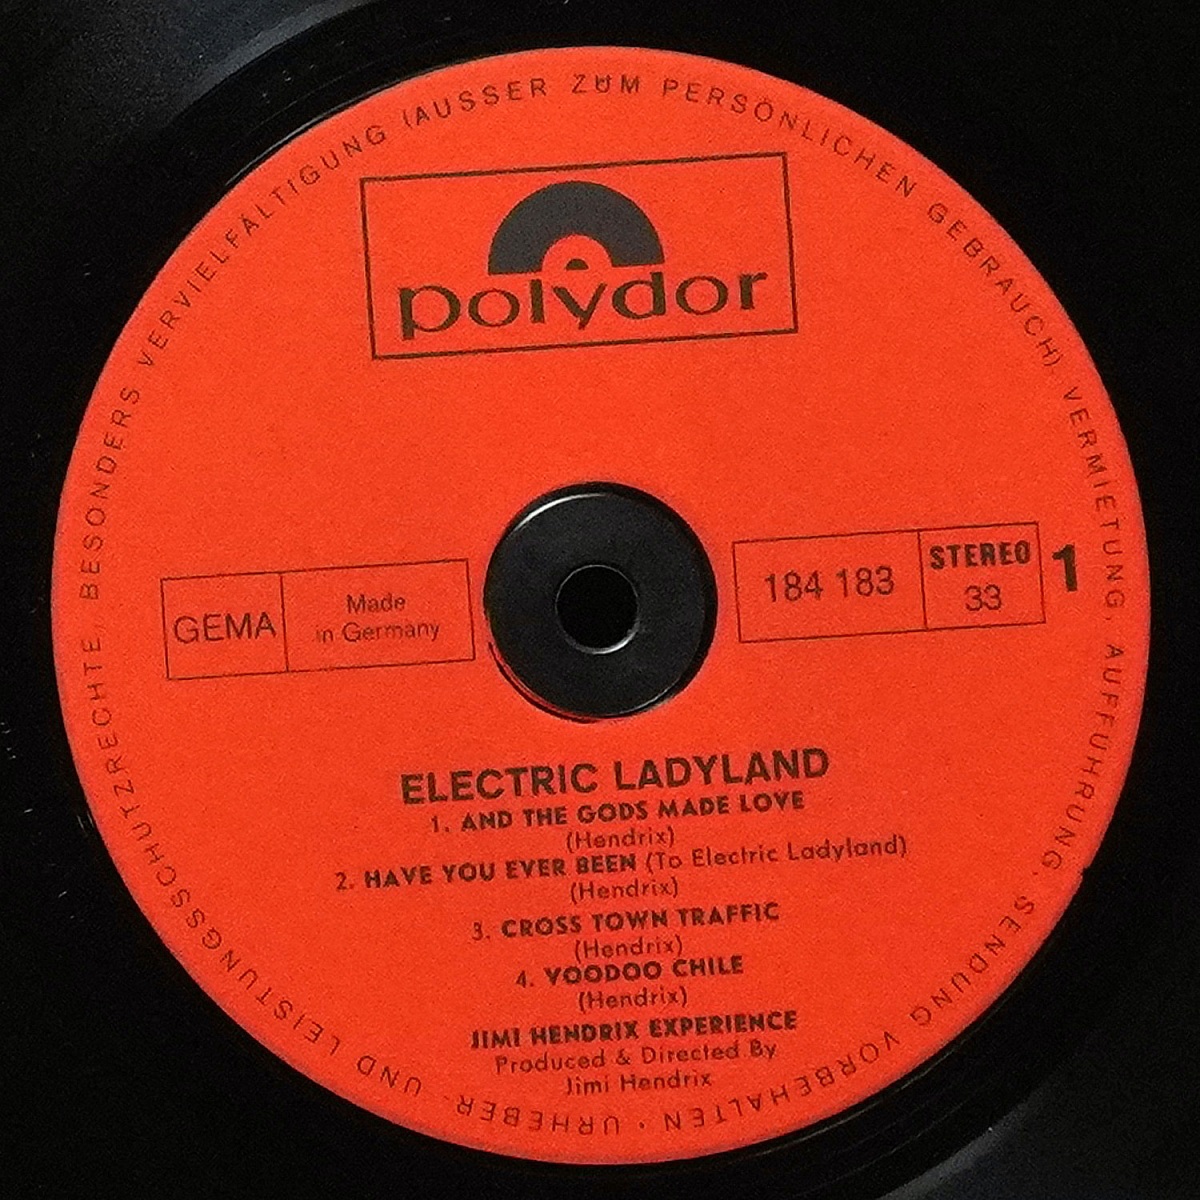 URHEBER- UND LEISTUNGSSCHUTZRECHTE, BESONDERS VERVIELFÄLTIGUNG (AUSSER ZUM PERSÖNLICHEN GEBRAUCH), VERMIETUNG, AUFFÜHRUNG, SENDUNG VORBEHALTEN · URHEBER-
polydor
GEMA
Made
in Germany
184 183
STEREO
33
1
ELECTRIC LADYLAND
1. AND THE GODS MADE LOVE
(Hendrix)
2. HAVE YOU EVER BEEN (To Electric Ladyland)
(Hendrix)
3. CROSS TOWN TRAFFIC
(Hendrix)
4. VOODOO CHILE
(Hendrix)
JIMI HENDRIX EXPERIENCE
Produced & Directed By
Jimi Hendrix